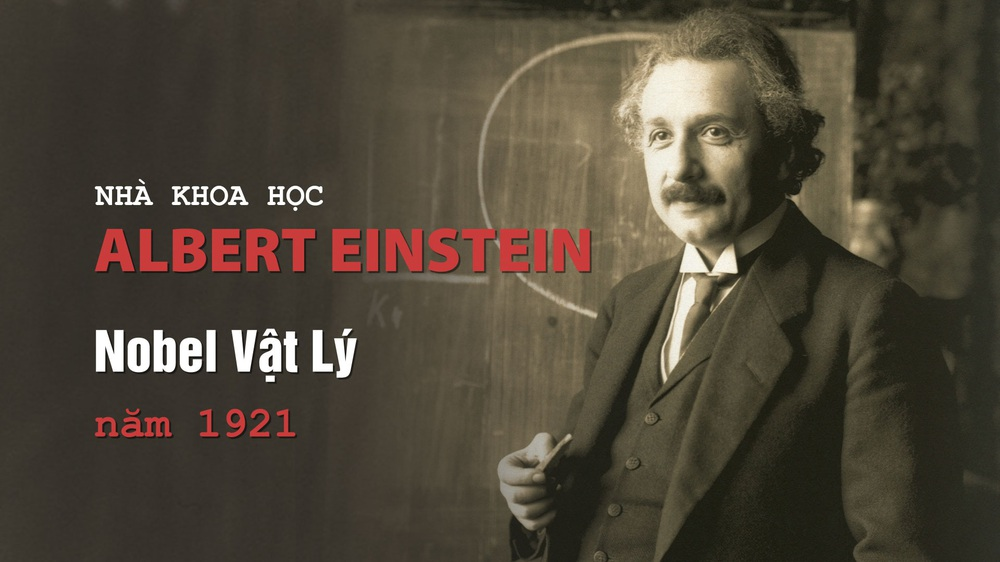 NHÀ KHOA HỌC
ALBERT EINSTEIN
Nobel Vật Lý
năm 1921